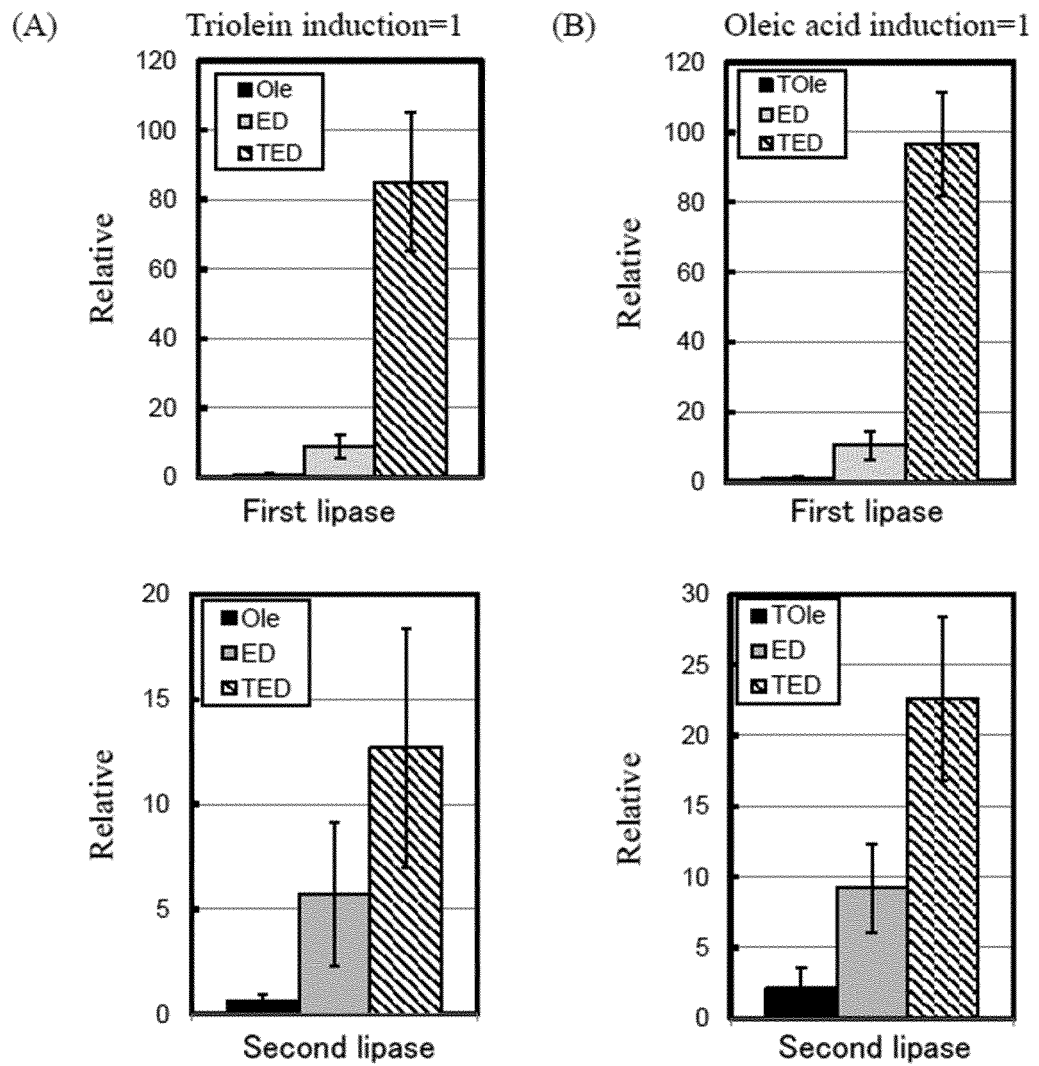 (A)
Triolein induction=1
120
100
80
60
40
20
0
Relative
Ole
ED
TED
First lipase
(B)
Oleic acid induction=1
120
100
80
60
40
20
0
Relative
TOle
ED
TED
First lipase
20
15
10
5
0
Relative
Ole
ED
TED
Second lipase
30
25
20
15
10
5
0
Relative
TOle
ED
TED
Second lipase